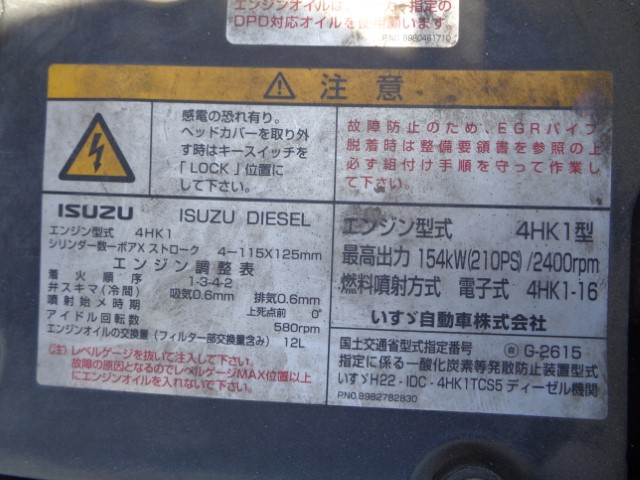 エンジンオイルは、
指定の
DPD対応オイルを使用願います。
P.NO.8980461710
注意
感電の恐れ有り。
ヘッドカバーを取り外
す時はキースイッチを
「LOCK」位置に
して下さい。
故障防止のため、EGRパイプ
脱着時は整備要領書を参照の上
必ず組付け手順を守って作業し
て下さい。
ISUZU ISUZU DIESEL
エンジン型式 4HK1
シリンダー数ーボアXストローク 4-115X125mm
エンジン調整表
着火順序 1-3-4-2
弁スキマ(冷間) 吸気0.6mm 排気0.6mm
噴射始メ時期 上死点前 0°
アイドル回転数 580rpm
エンジンオイルの交換量(フィルター部交換量含み) 12L
(注)レベルゲージを抜いて注入して下さい。
故障の原因となるのでレベルゲージMAX位置以上
にエンジンオイルを入れないで下さい。
エンジン型式 4HK1型
最高出力 154kW(210PS)/2400rpm
燃料噴射方式 電子式 4HK1-16
いすゞ自動車株式会社
国土交通省型式指定番号 G-2615
指定に係る一酸化炭素等発散防止装置型式
いすゞH22-IDC-4HK1TCS5ディーゼル機関
P.NO.8982782830